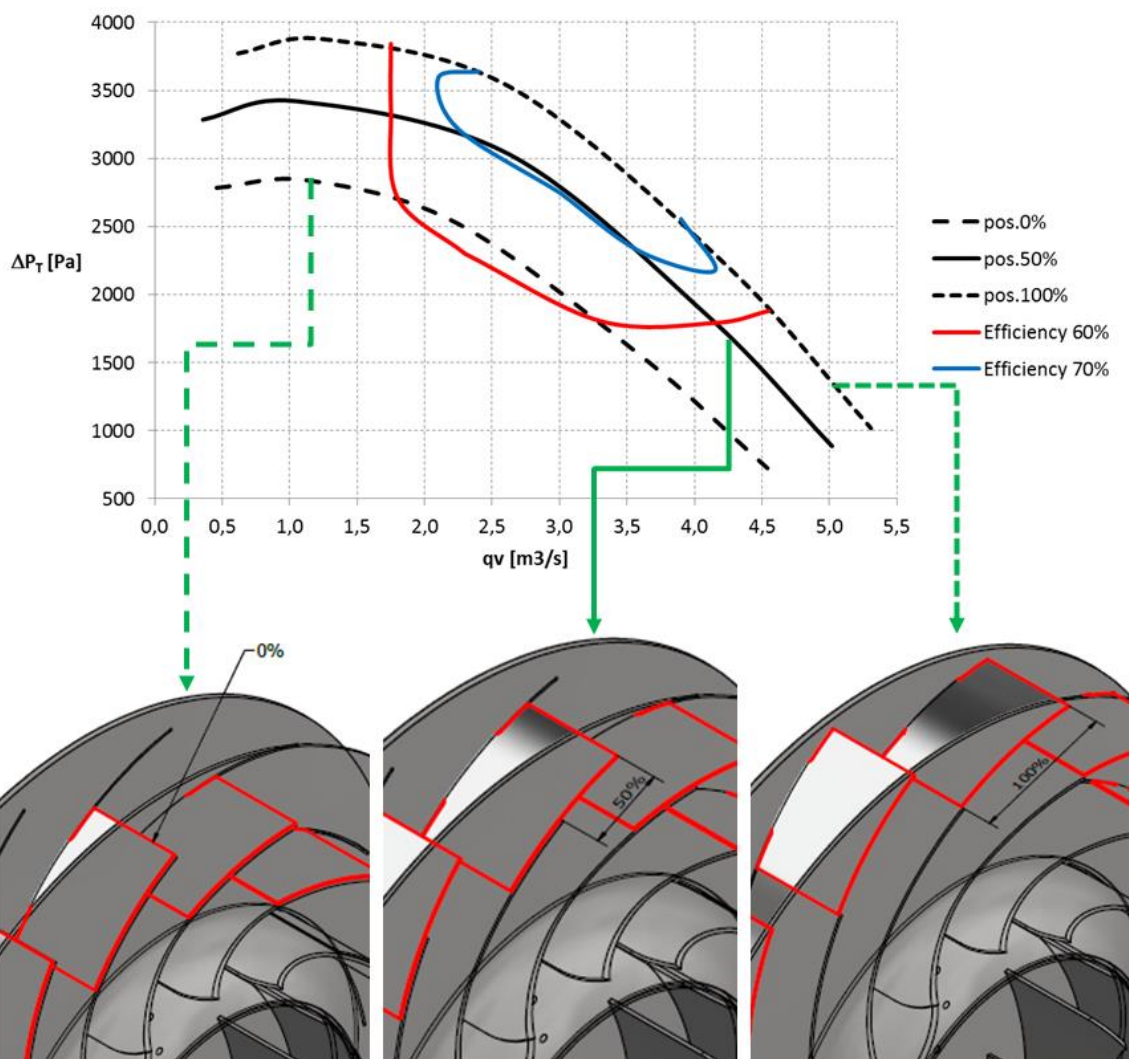 4000
3500
3000
2500
2000
1500
1000
500
ΔP_T [Pa]
0,0 0,5 1,0 1,5 2,0 2,5 3,0 3,5 4,0 4,5 5,0 5,5
qv [m3/s]
pos.0%
pos.50%
pos.100%
Efficiency 60%
Efficiency 70%
0%
50%
100%